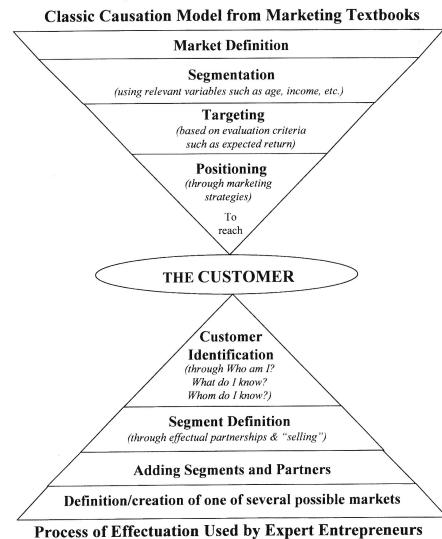 Classic Causation Model from Marketing Textbooks
Market Definition
Segmentation
(using relevant variables such as age, income, etc.)
Targeting
(based on evaluation criteria
such as expected return)
Positioning
(through marketing
strategies)
To
reach
THE CUSTOMER
Customer
Identification
(through Who am I?
What do I know?
Whom do I know?)
Segment Definition
(through effectual partnerships & “selling”)
Adding Segments and Partners
Definition/creation of one of several possible markets
Process of Effectuation Used by Expert Entrepreneurs